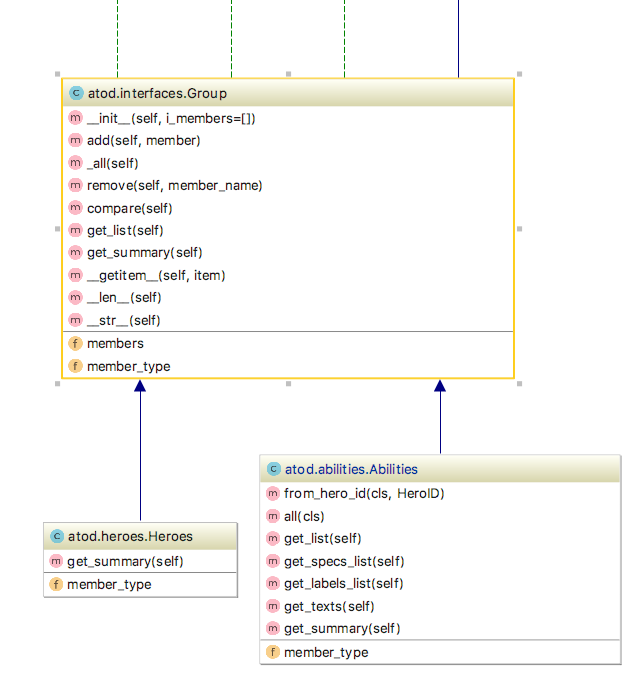 C atod.interfaces.Group
m __init__(self, i_members=[])
m add(self, member)
m _all(self)
m remove(self, member_name)
m compare(self)
m get_list(self)
m get_summary(self)
m __getitem__(self, item)
m __len__(self)
m __str__(self)
f members
f member_type
C atod.heroes.Heroes
m get_summary(self)
f member_type
C atod.abilities.Abilities
m from_hero_id(cls, HeroID)
m all(cls)
m get_list(self)
m get_specs_list(self)
m get_labels_list(self)
m get_texts(self)
m get_summary(self)
f member_type